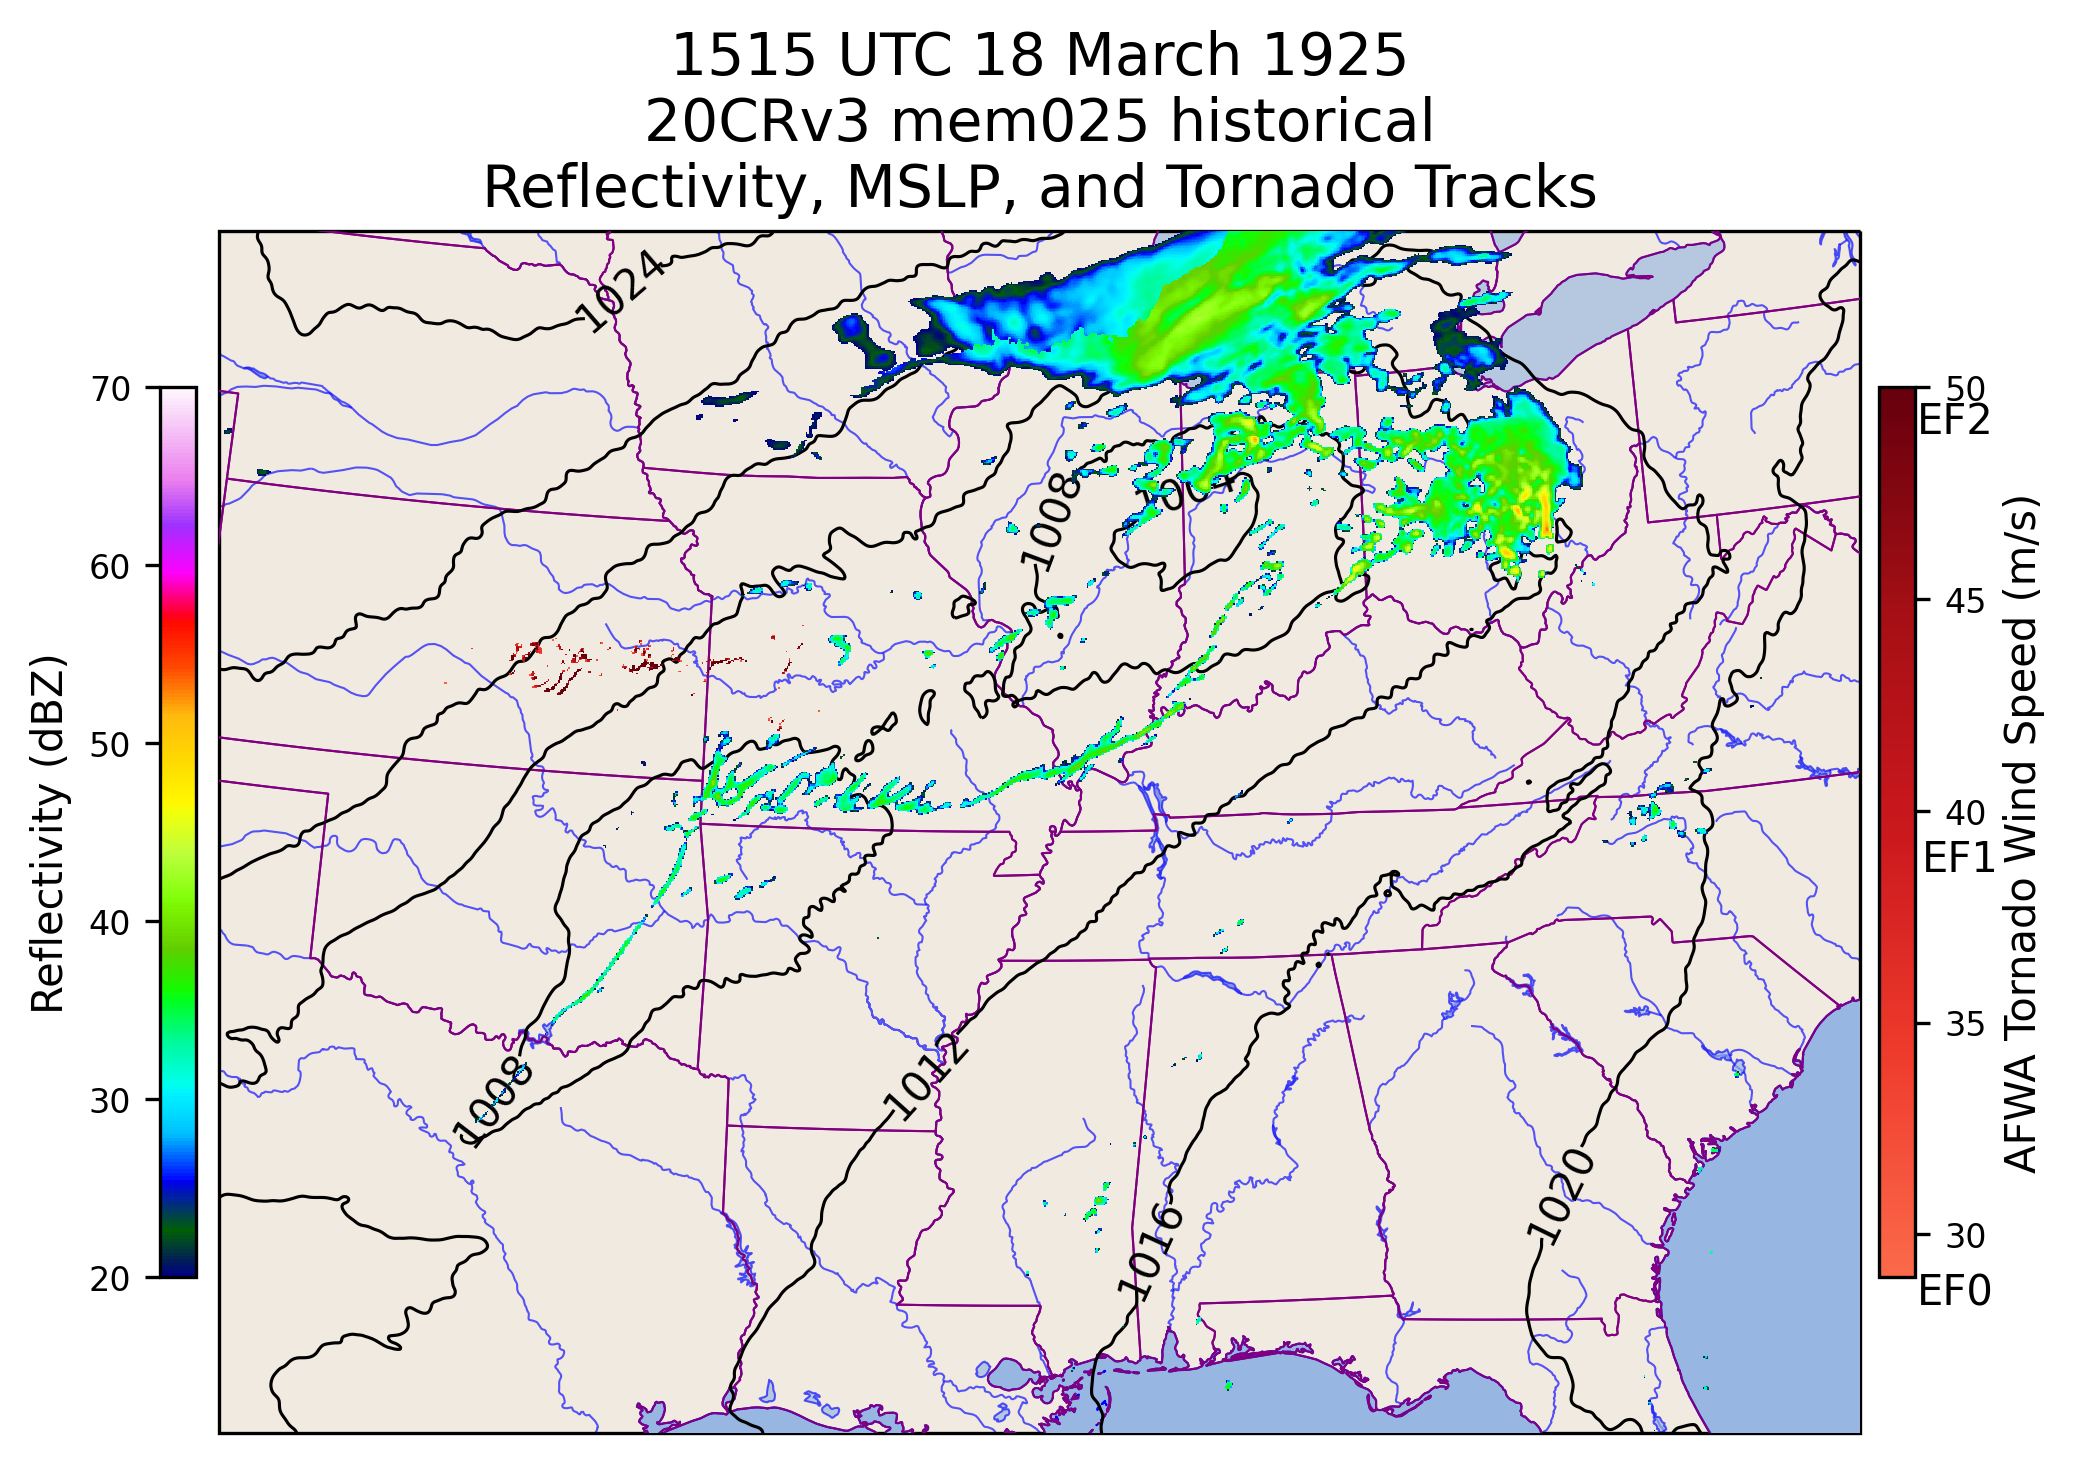 1515 UTC 18 March 1925
20CRv3 mem025 historical
Reflectivity, MSLP, and Tornado Tracks
1024
1008
1008
1012
1016
1020
70
60
50
40
30
20
Reflectivity (dBZ)
50
EF2
45
40
EF1
35
30
EF0
AFWA Tornado Wind Speed (m/s)